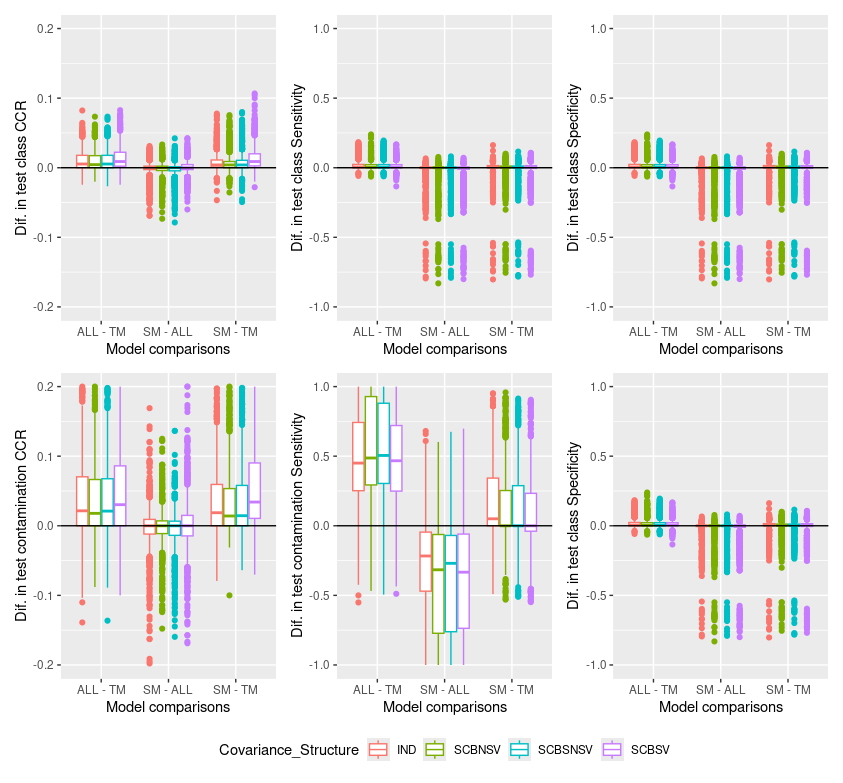 0.2
0.1
0.0
-0.1
-0.2
Dif. in test class CCR
ALL - TM SM - ALL SM - TM
Model comparisons
1.0
0.5
0.0
-0.5
-1.0
Dif. in test class Sensitivity
ALL - TM SM - ALL SM - TM
Model comparisons
1.0
0.5
0.0
-0.5
-1.0
Dif. in test class Specificity
ALL - TM SM - ALL SM - TM
Model comparisons
0.2
0.1
0.0
-0.1
-0.2
Dif. in test contamination CCR
ALL - TM SM - ALL SM - TM
Model comparisons
1.0
0.5
0.0
-0.5
-1.0
Dif. in test contamination Sensitivity
ALL - TM SM - ALL SM - TM
Model comparisons
1.0
0.5
0.0
-0.5
-1.0
Dif. in test class Specificity
ALL - TM SM - ALL SM - TM
Model comparisons
Covariance_Structure IND SCBNSV SCBSNSV SCBSV